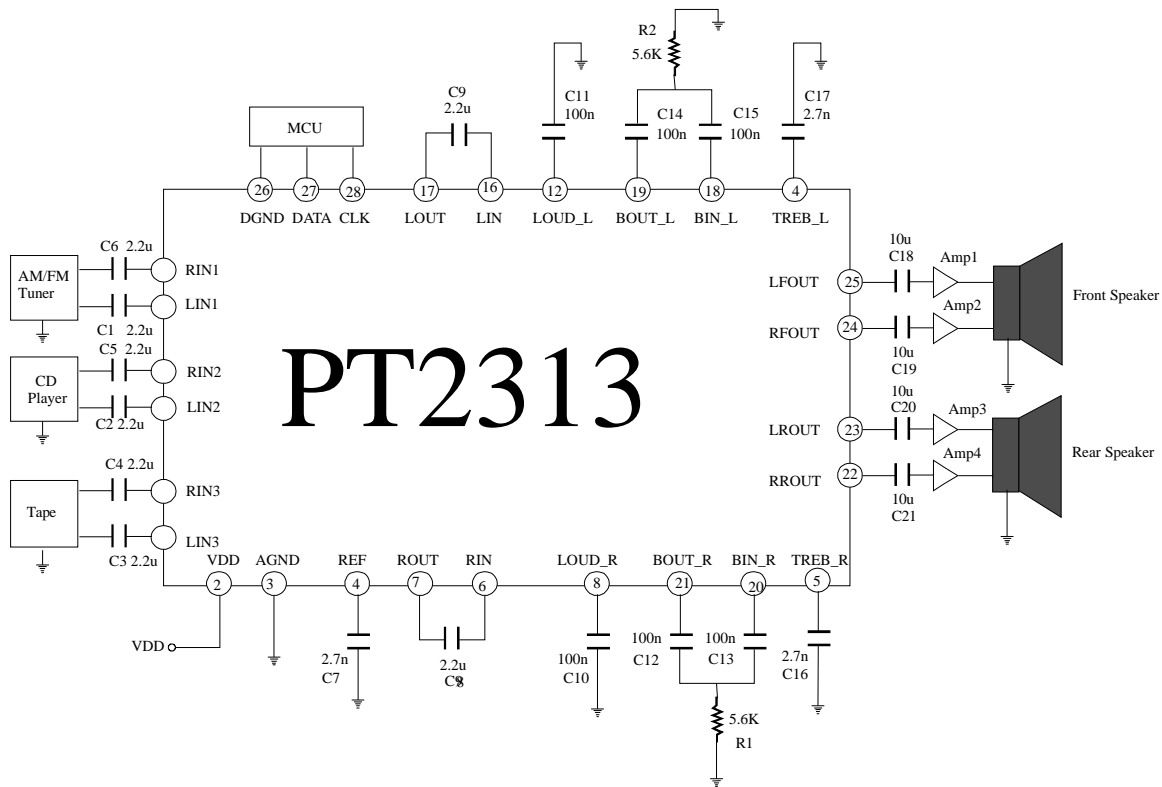 R2
5.6K
C9
2.2u
C11
100n
C14
100n
C15
100n
C17
2.7n
MCU
26
27
28
17
16
12
19
18
4
DGND
DATA
CLK
LOUT
LIN
LOUD_L
BOUT_L
BIN_L
TREB_L
C6 2.2u
AM/FM
Tuner
RIN1
LIN1
C1 2.2u
C5 2.2u
CD
Player
RIN2
LIN2
C2 2.2u
C4 2.2u
Tape
RIN3
LIN3
C3 2.2u
PT2313
LFOUT
25
10u
C18
Amp1
RFOUT
24
10u
C19
Amp2
Front Speaker
LROUT
23
10u
C20
Amp3
RROUT
22
10u
C21
Amp4
Rear Speaker
VDD
AGND
REF
ROUT
RIN
LOUD_R
BOUT_R
BIN_R
TREB_R
2
3
4
7
6
8
21
20
5
VDD
2.7n
C7
2.2u
100n
C10
100n
C12
100n
C13
2.7n
C16
5.6K
R1